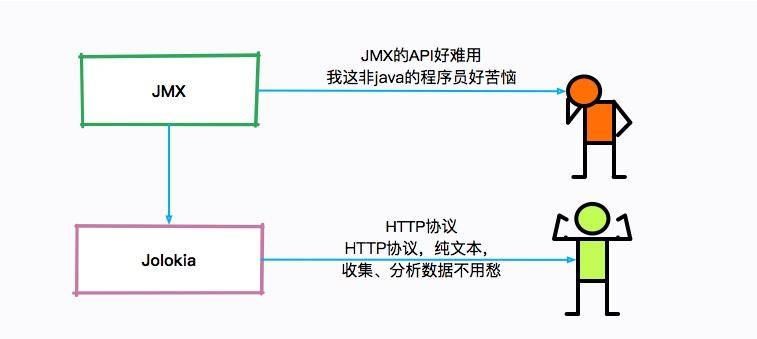 JMX的API好难用
我这非java的程序员好苦恼
JMX
HTTP协议
HTTP协议，纯文本，
收集、分析数据不用愁
Jolokia